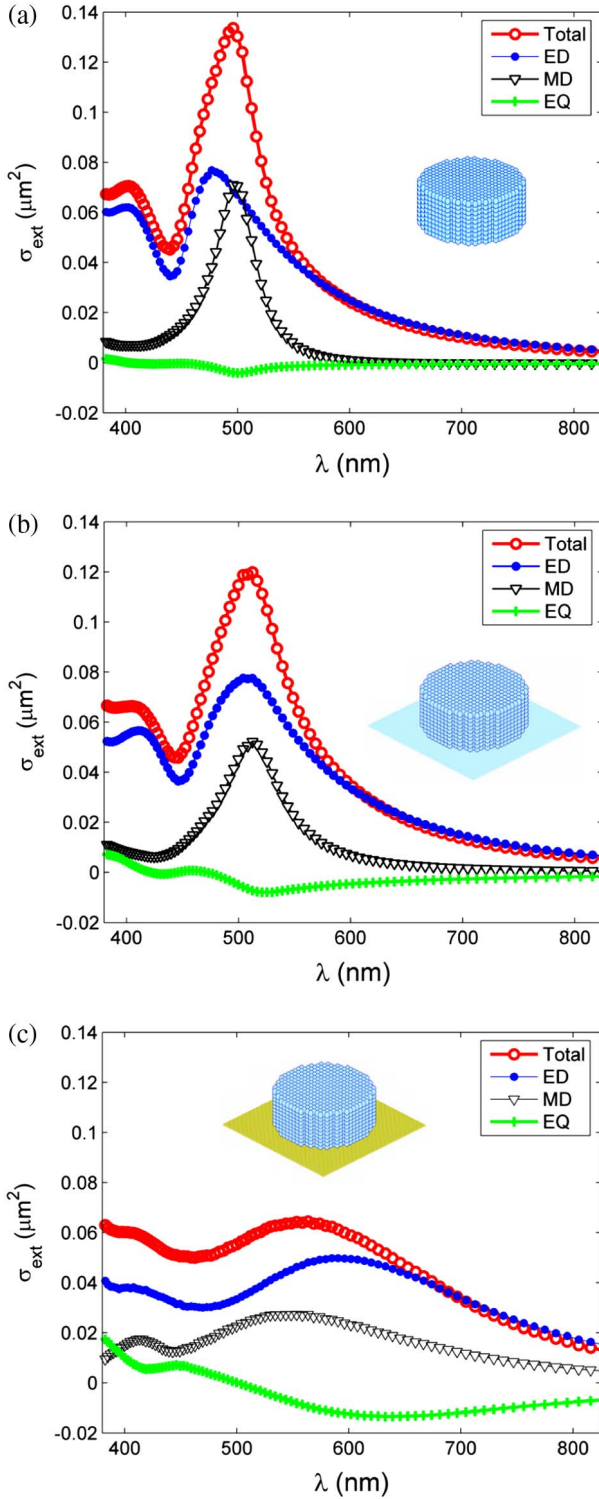 (a)
0.14
0.12
0.1
0.08
0.06
0.04
0.02
0
-0.02
σext (μm²)
Total
ED
MD
EQ
400 500 600 700 800
λ (nm)
(b)
0.14
0.12
0.1
0.08
0.06
0.04
0.02
0
-0.02
σext (μm²)
Total
ED
MD
EQ
400 500 600 700 800
λ (nm)
(c)
0.14
0.12
0.1
0.08
0.06
0.04
0.02
0
-0.02
σext (μm²)
Total
ED
MD
EQ
400 500 600 700 800
λ (nm)